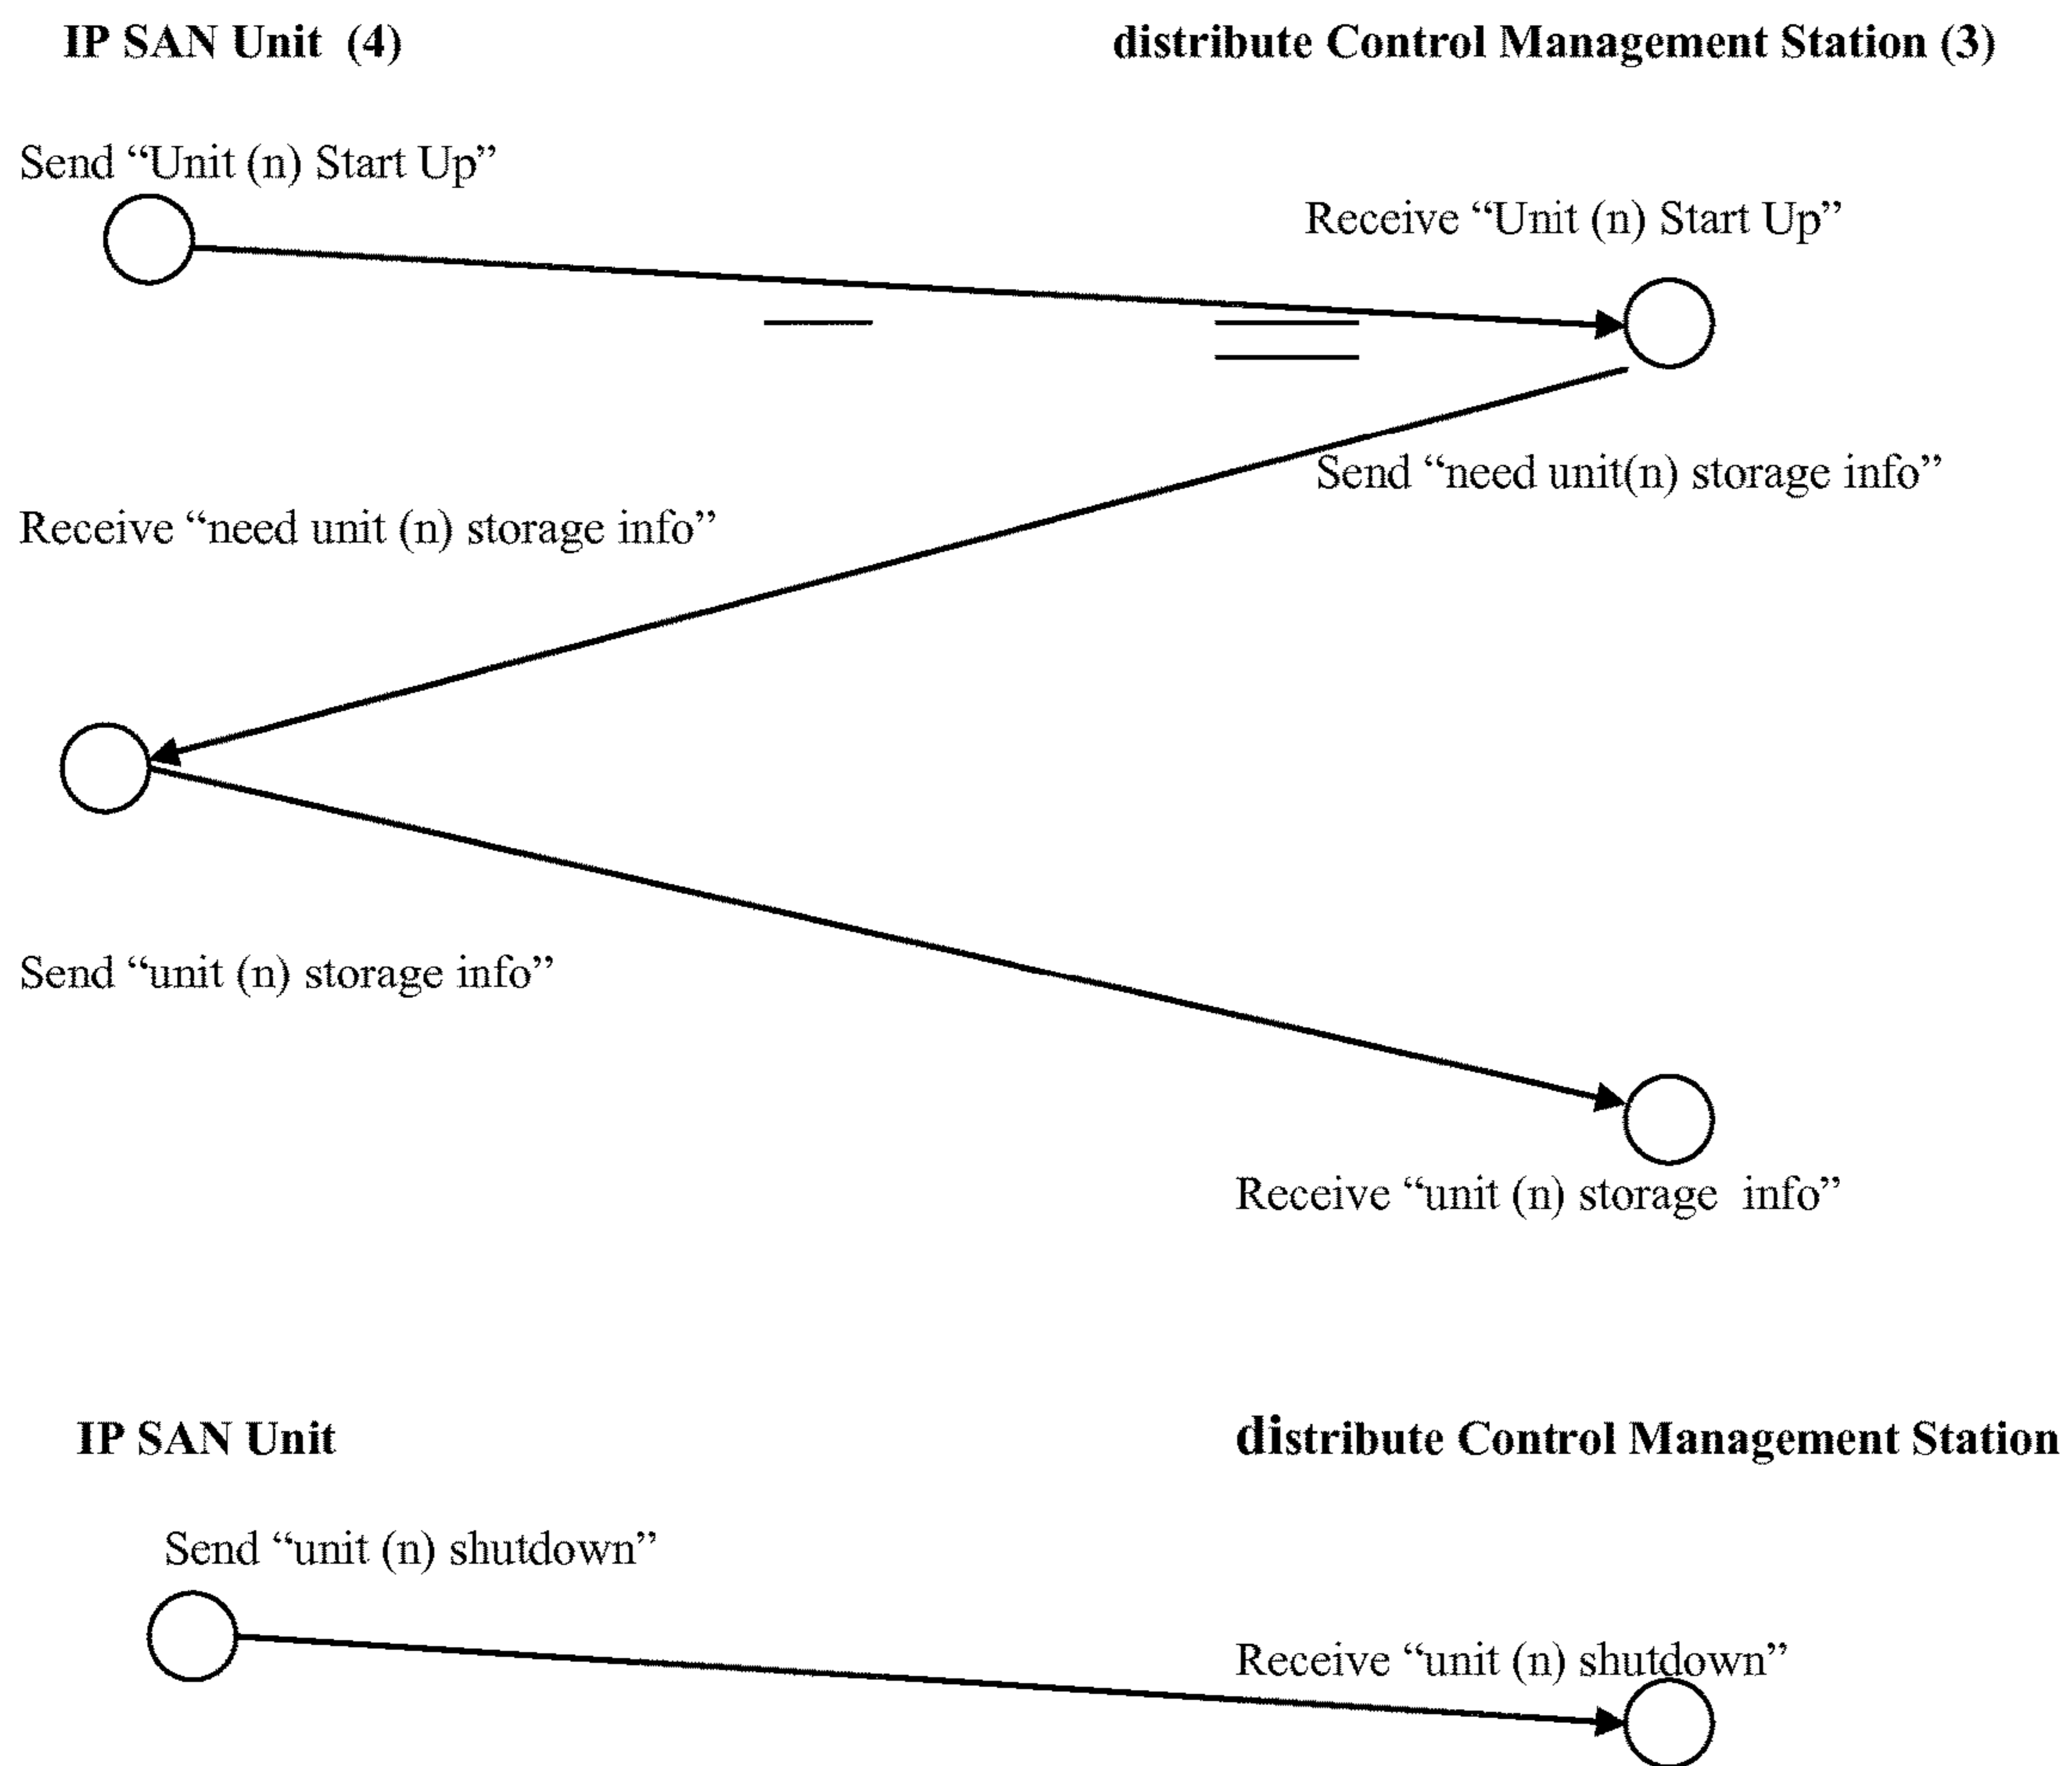 IP SAN Unit (4)
distribute Control Management Station (3)
Send “Unit (n) Start Up”
Receive “Unit (n) Start Up”
Send “need unit(n) storage info”
Receive “need unit (n) storage info”
Send “unit (n) storage info”
Receive “unit (n) storage info”
IP SAN Unit
distribute Control Management Station
Send “unit (n) shutdown”
Receive “unit (n) shutdown”